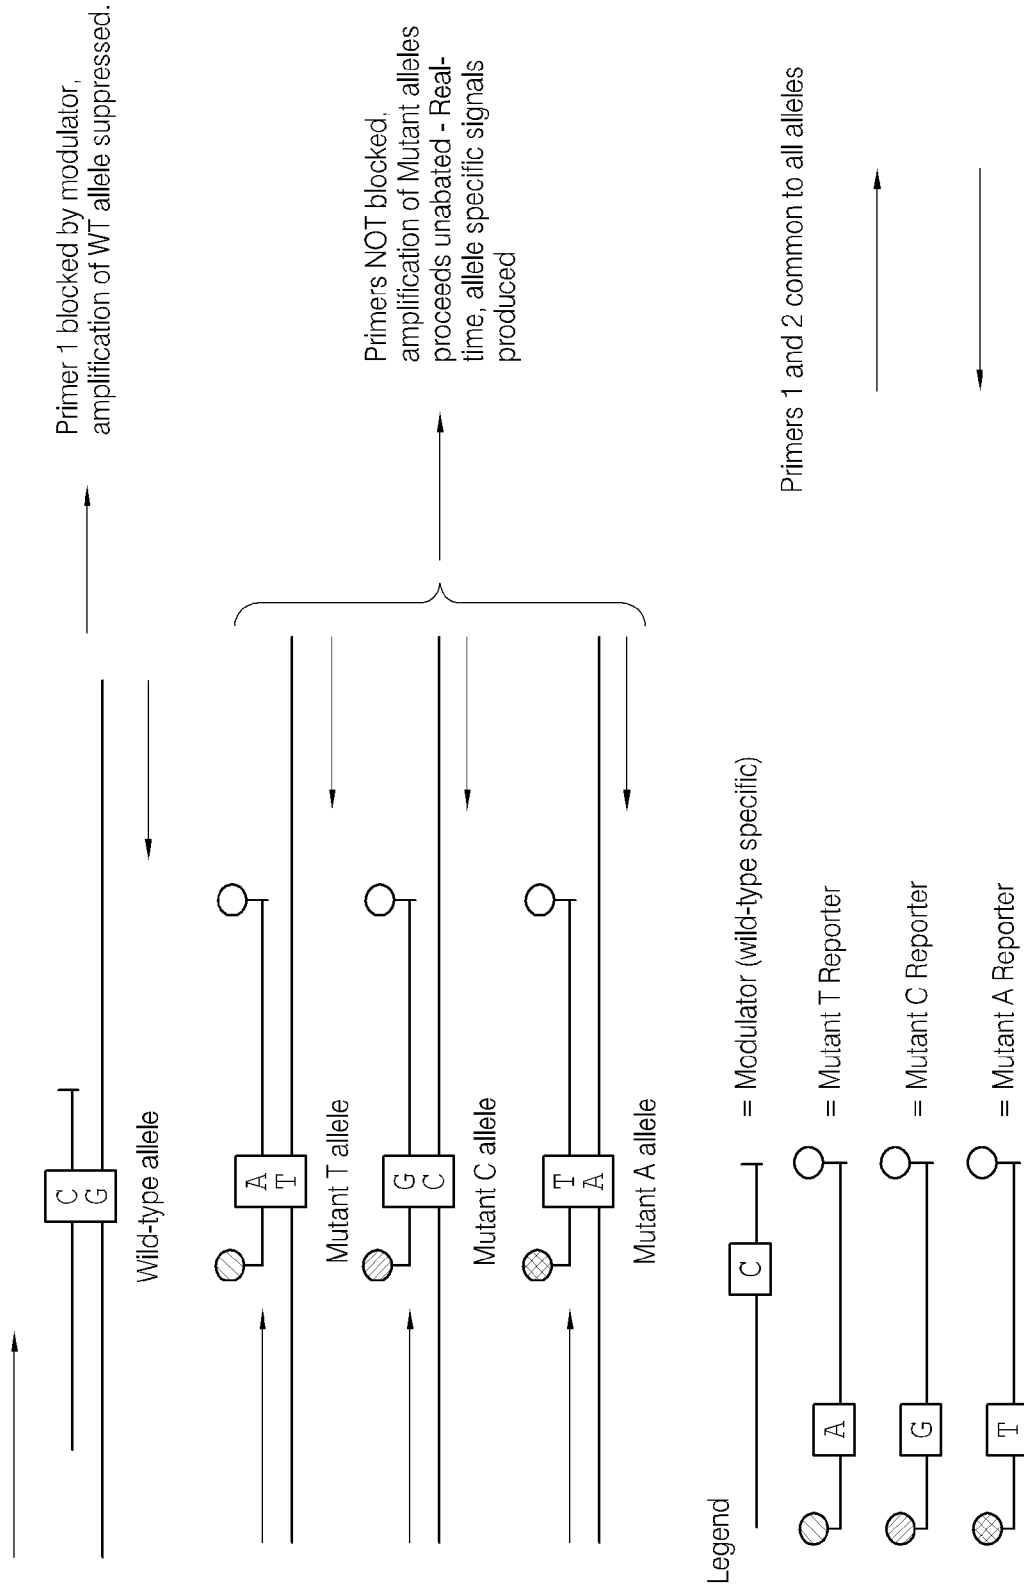 Primer 1 blocked by modulator,
amplification of WT allele suppressed.
C
G
Wild-type allele
A
T
Mutant T allele
G
C
Mutant C allele
T
A
Mutant A allele
Primers NOT blocked,
amplification of Mutant alleles
proceeds unabated - Real-
time, allele specific signals
produced
Legend
C
= Modulator (wild-type specific)
A
= Mutant T Reporter
G
= Mutant C Reporter
T
= Mutant A Reporter
Primers 1 and 2 common to all alleles